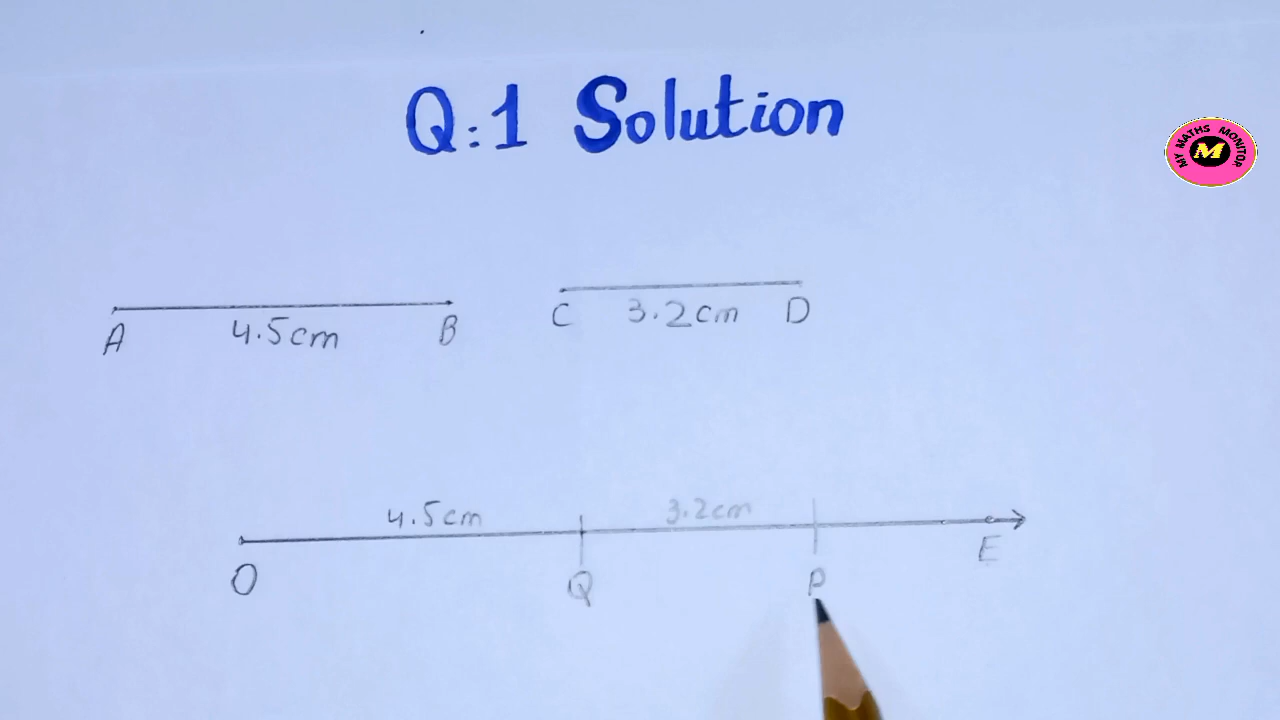 Q:1 Solution
MY MATHS MONITOR
M
A 4.5cm B
C 3.2cm D
4.5cm 3.2cm
O Q P E